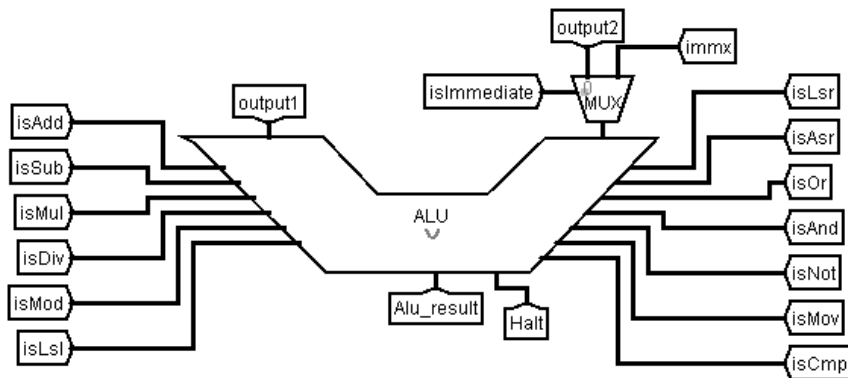 output2
immx
isImmediate
0
MUX
output1
isLsr
isAdd
isAsr
isSub
isOr
isMul
ALU
isAnd
isDiv
isNot
isMod
Alu_result
Halt
isMov
isLsl
isCmp